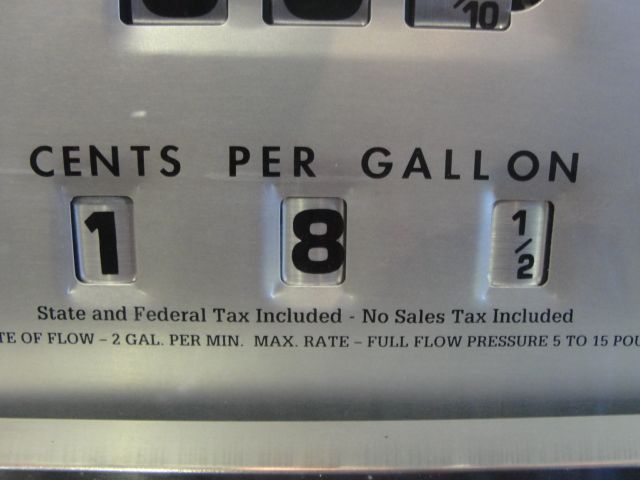 /10
CENTS PER GALLON
1 8 1/2
State and Federal Tax Included - No Sales Tax Included
OF FLOW – 2 GAL. PER MIN. MAX. RATE – FULL FLOW PRESSURE 5 TO 15